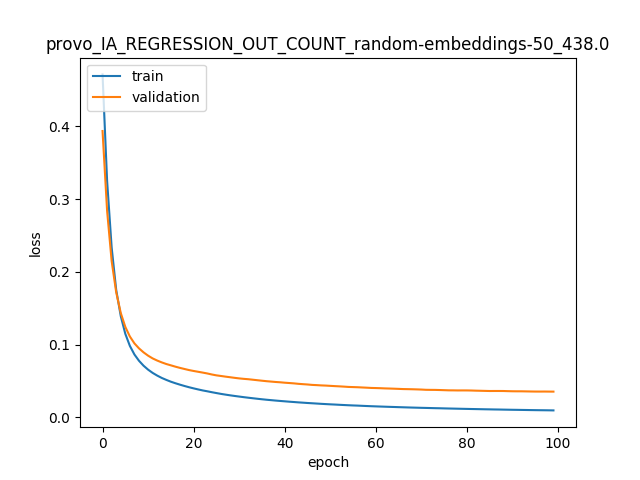 provo_IA_REGRESSION_OUT_COUNT_random-embeddings-50_438.0
train
validation
loss
0.4
0.3
0.2
0.1
0.0
0 20 40 60 80 100
epoch